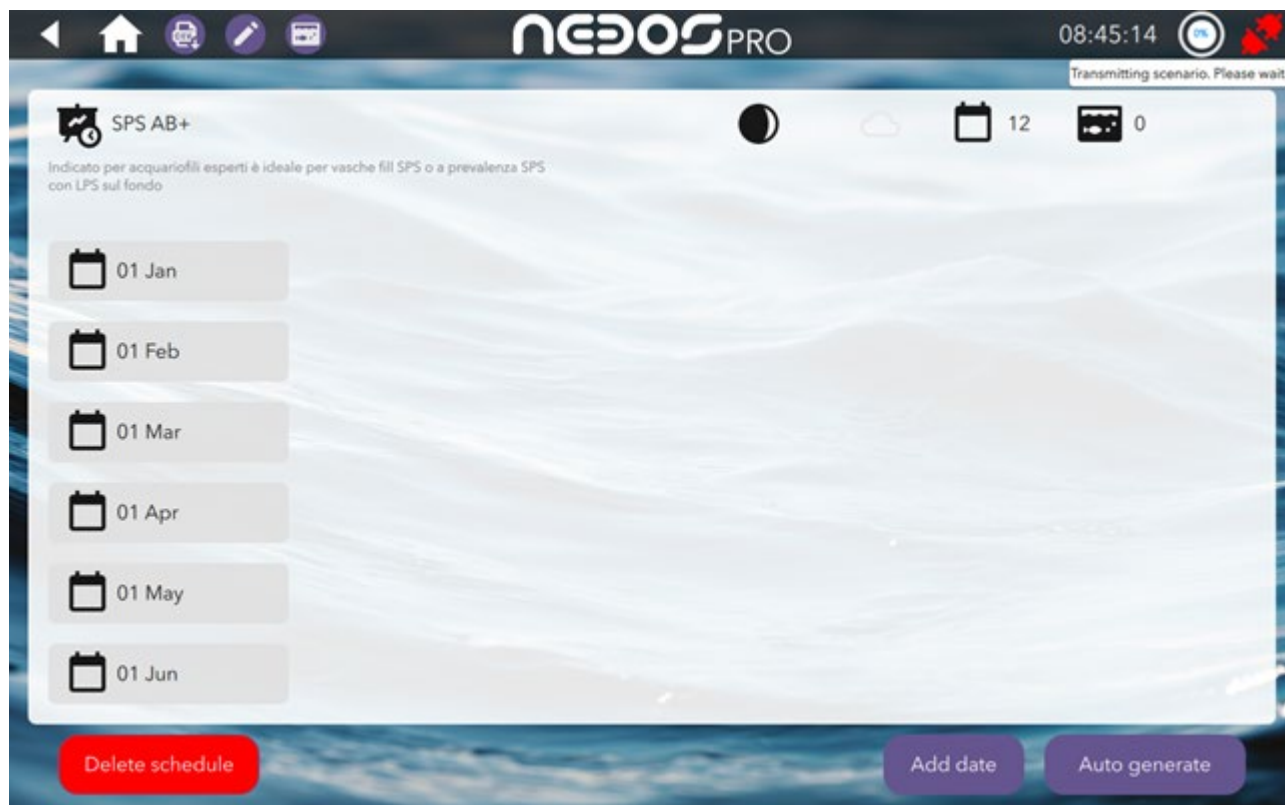 NEDOS PRO
08:45:14
0%
Transmitting scenario. Please wait
SPS AB+
12
0
Indicato per acquariofili esperti è ideale per vasche fill SPS o a prevalenza SPS
con LPS sul fondo
01 Jan
01 Feb
01 Mar
01 Apr
01 May
01 Jun
Delete schedule
Add date
Auto generate